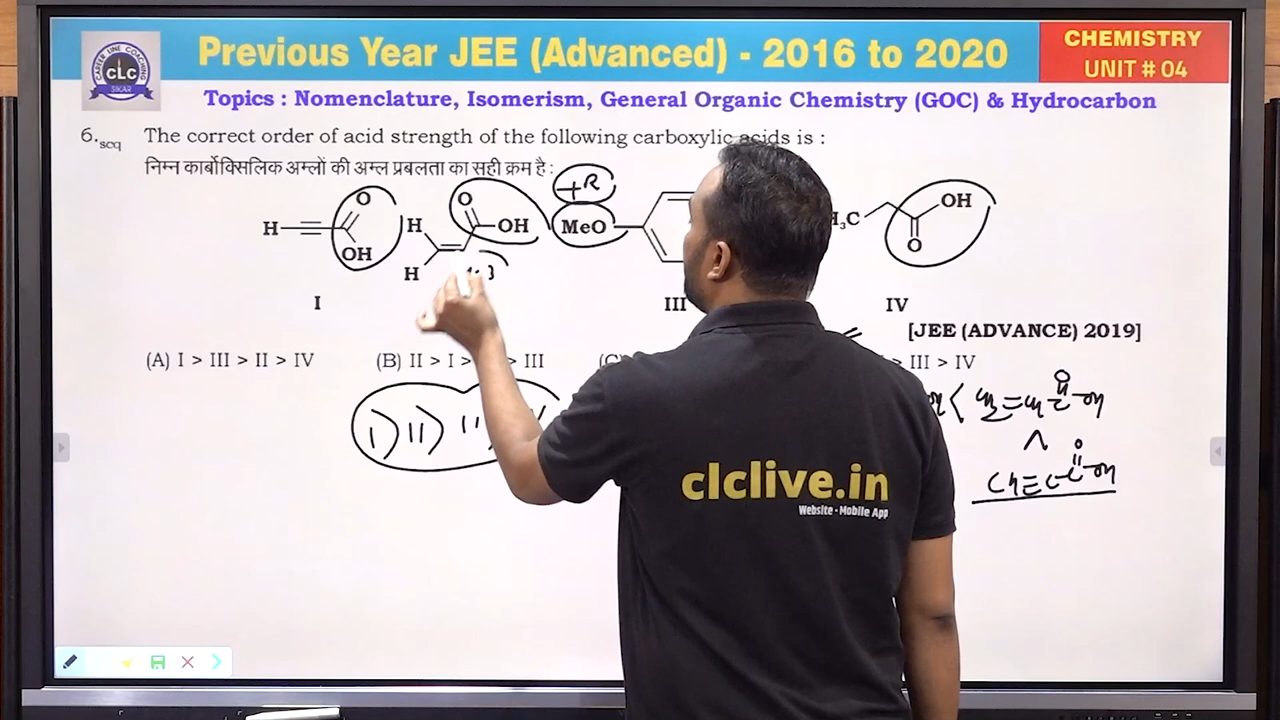 Previous Year JEE (Advanced) - 2016 to 2020
CHEMISTRY
UNIT # 04
CLC
SIKAR
Topics : Nomenclature, Isomerism, General Organic Chemistry (GOC) & Hydrocarbon
6.scq The correct order of acid strength of the following carboxylic acids is :
निम्न कार्बोक्सिलिक अम्लों की अम्ल प्रबलता का सही क्रम है :
+R
H O OH
H H O OH
MeO
H₃C O OH
I III IV
[JEE (ADVANCE) 2019]
(A) I > III > II > IV (B) II > I > > III (C) > III > IV
I > II >
clclive.in
Website - Mobile App